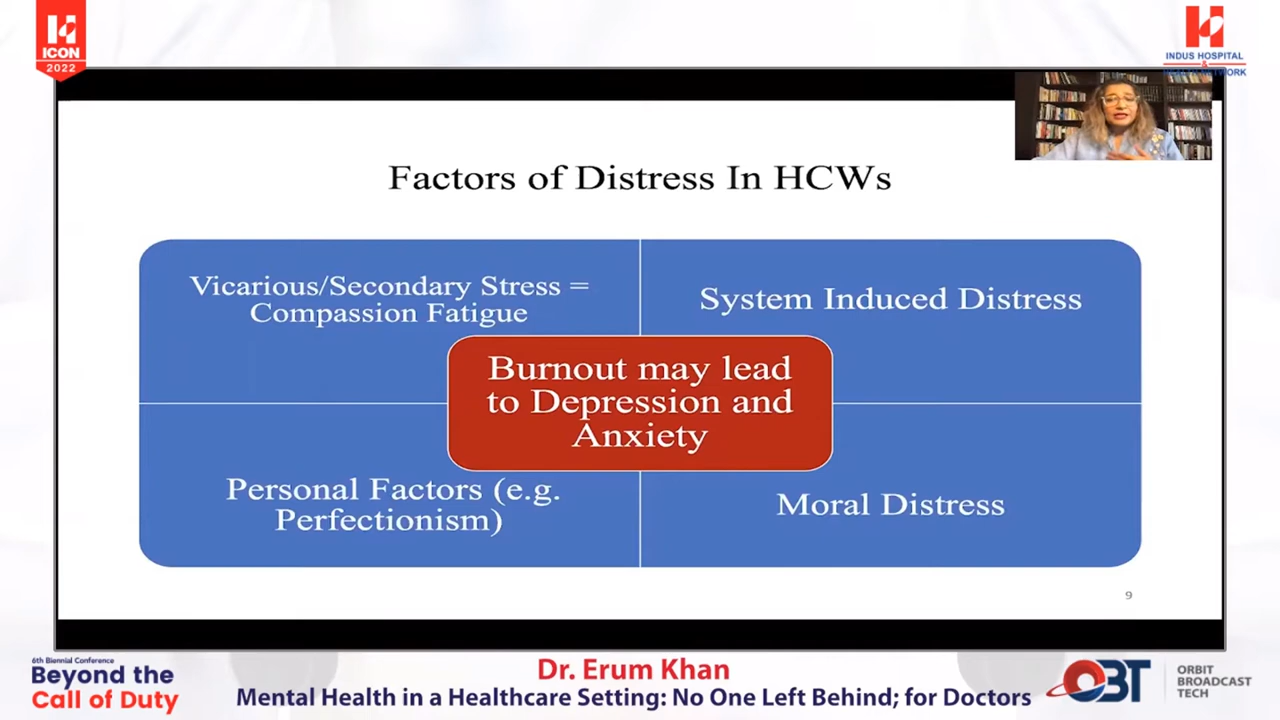 ICON
2022
INDUS HOSPITAL
&
NETWORK
Factors of Distress In HCWs
Vicarious/Secondary Stress =
Compassion Fatigue
System Induced Distress
Burnout may lead
to Depression and
Anxiety
Personal Factors (e.g.
Perfectionism)
Moral Distress
9
6th Biennial Conference
Beyond the
Call of Duty
Dr. Erum Khan
Mental Health in a Healthcare Setting: No One Left Behind; for Doctors
OBT
ORBIT
BROADCAST
TECH